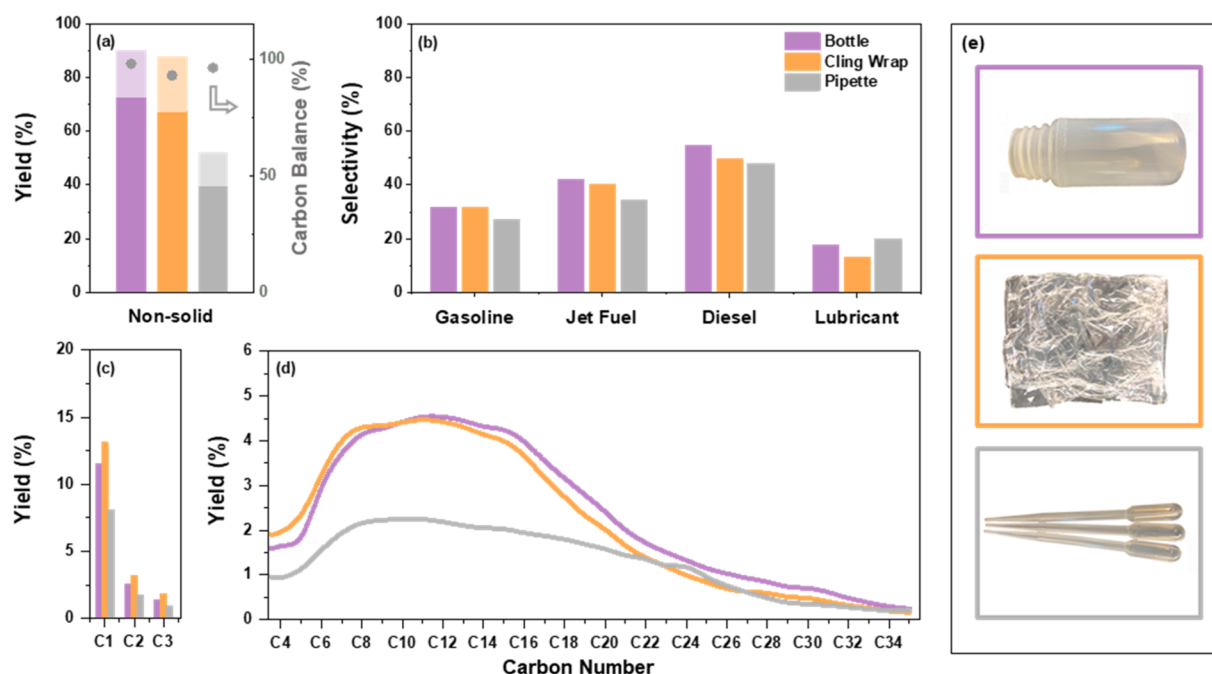 (a)
100
80
60
40
20
0
Yield (%)
100
50
0
Carbon Balance (%)
Non-solid
(b)
100
80
60
40
20
0
Selectivity (%)
Bottle
Cling Wrap
Pipette
Gasoline Jet Fuel Diesel Lubricant
(c)
20
15
10
5
0
Yield (%)
C1 C2 C3
(d)
6
5
4
3
2
1
0
Yield (%)
C4 C6 C8 C10 C12 C14 C16 C18 C20 C22 C24 C26 C28 C30 C32 C34
Carbon Number
(e)